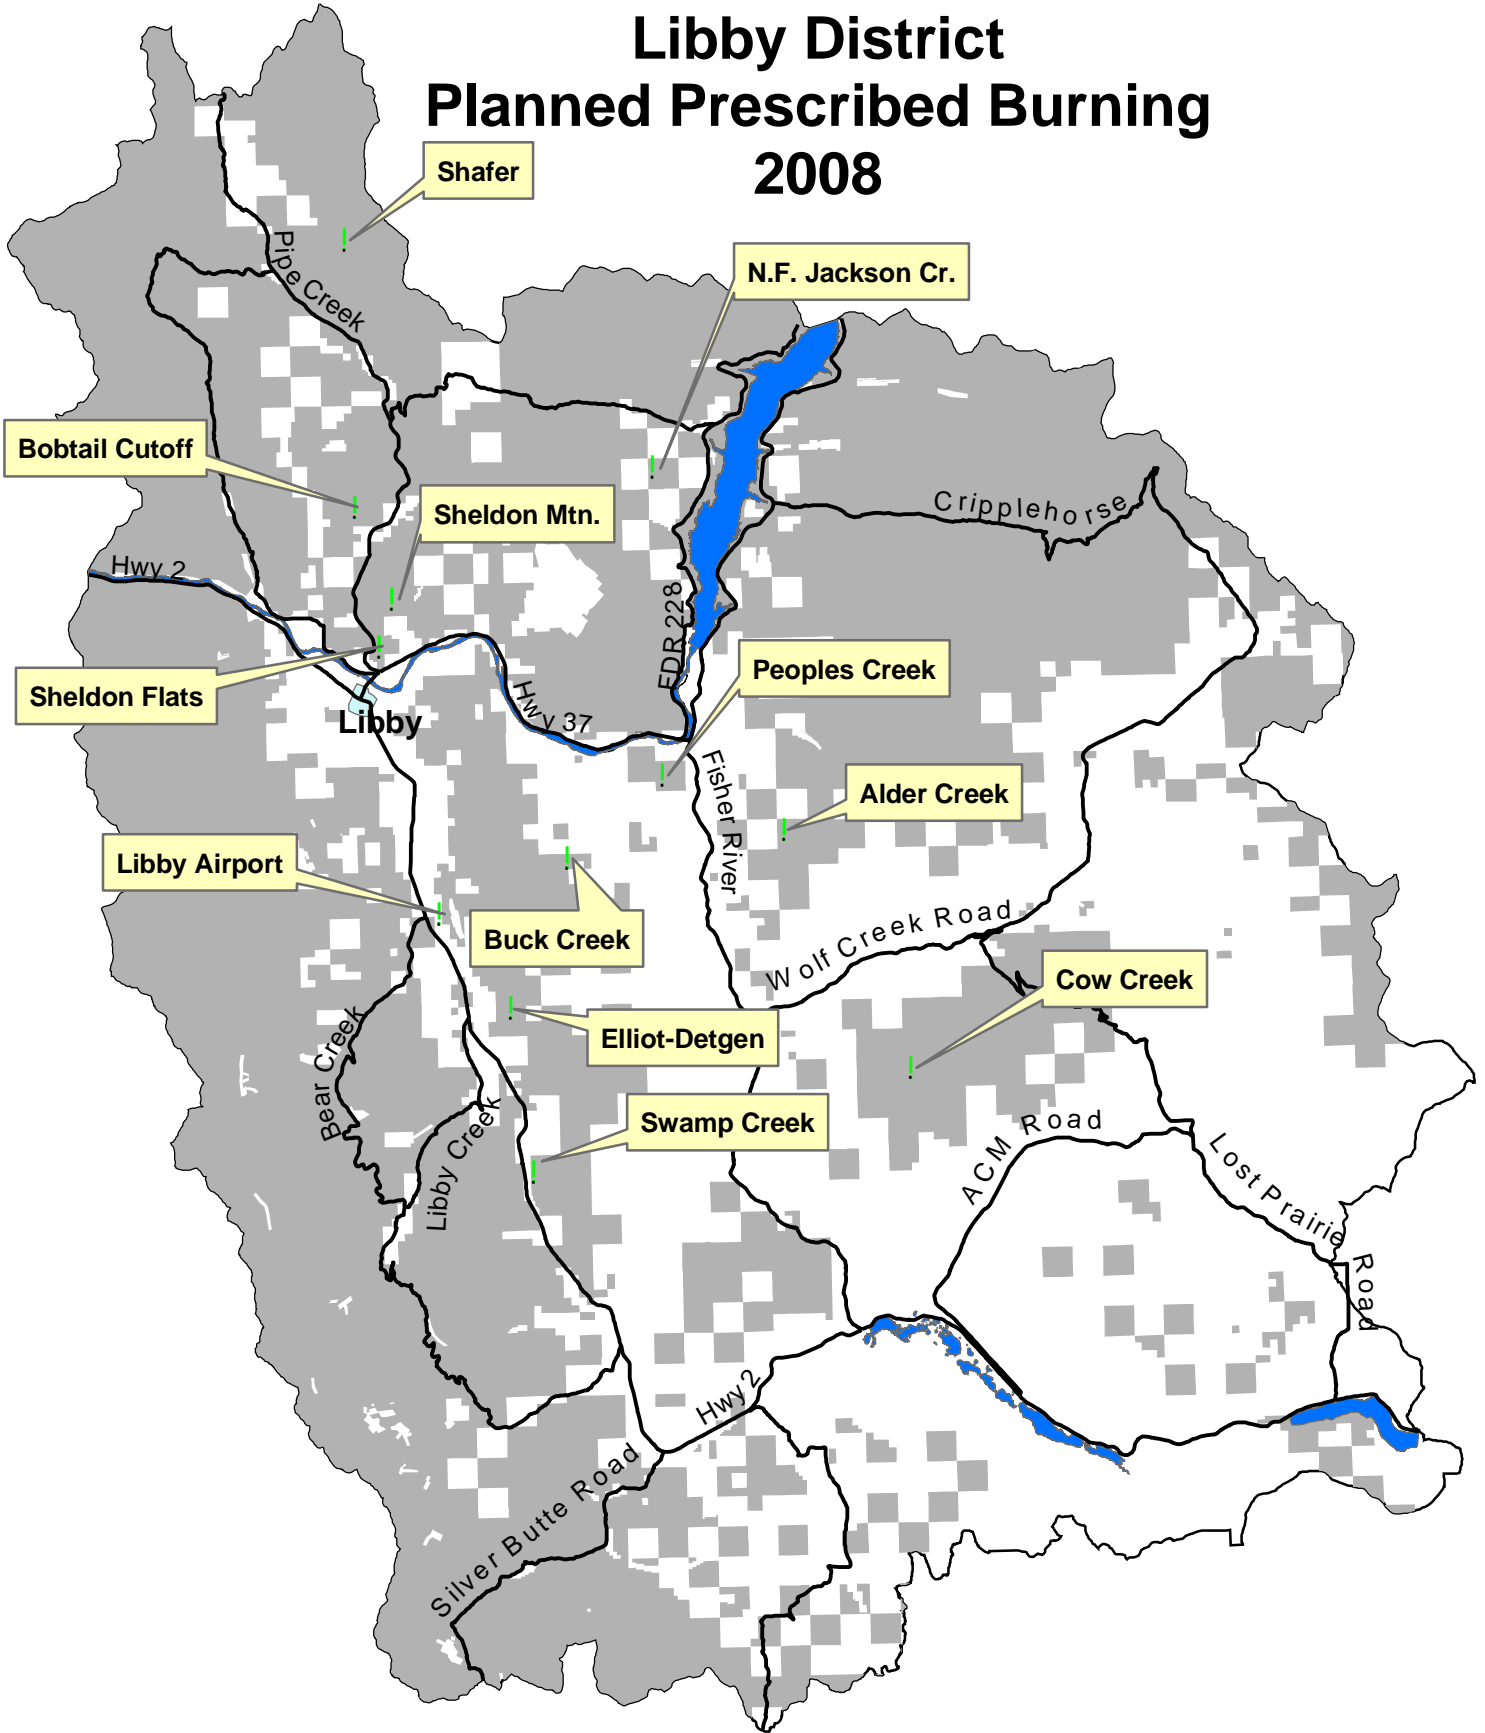 Libby District
Planned Prescribed Burning
2008
Shafer
Pipe Creek
N.F. Jackson Cr.
Bobtail Cutoff
Sheldon Mtn.
Cripplehorse
Hwy 2
FDR 228
Sheldon Flats
Peoples Creek
Libby
Hwy 37
Fisher River
Alder Creek
Libby Airport
Buck Creek
Wolf Creek Road
Cow Creek
Elliot-Detgen
Bear Creek
Libby Creek
Swamp Creek
ACM Road
Lost Prairie Road
Hwy 2
Silver Butte Road